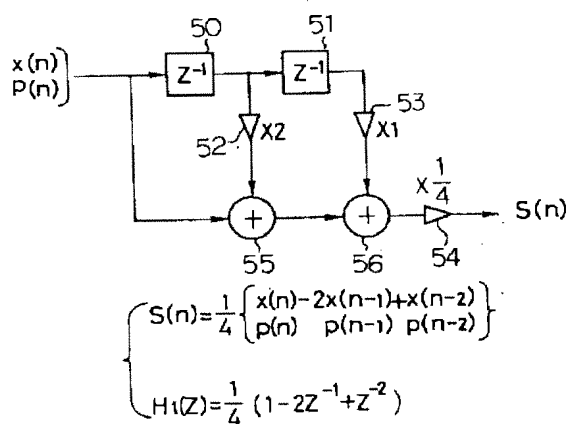 50
51
x(n)
p(n)
Z⁻¹
Z⁻¹
52
X2
53
X1
x 1/4
+
+
S(n)
55
56
54
S(n)=1/4{x(n)-2x(n-1)+x(n-2)}
p(n) p(n-1) p(n-2)
H1(Z)=1/4 (1-2Z⁻¹+Z⁻²)